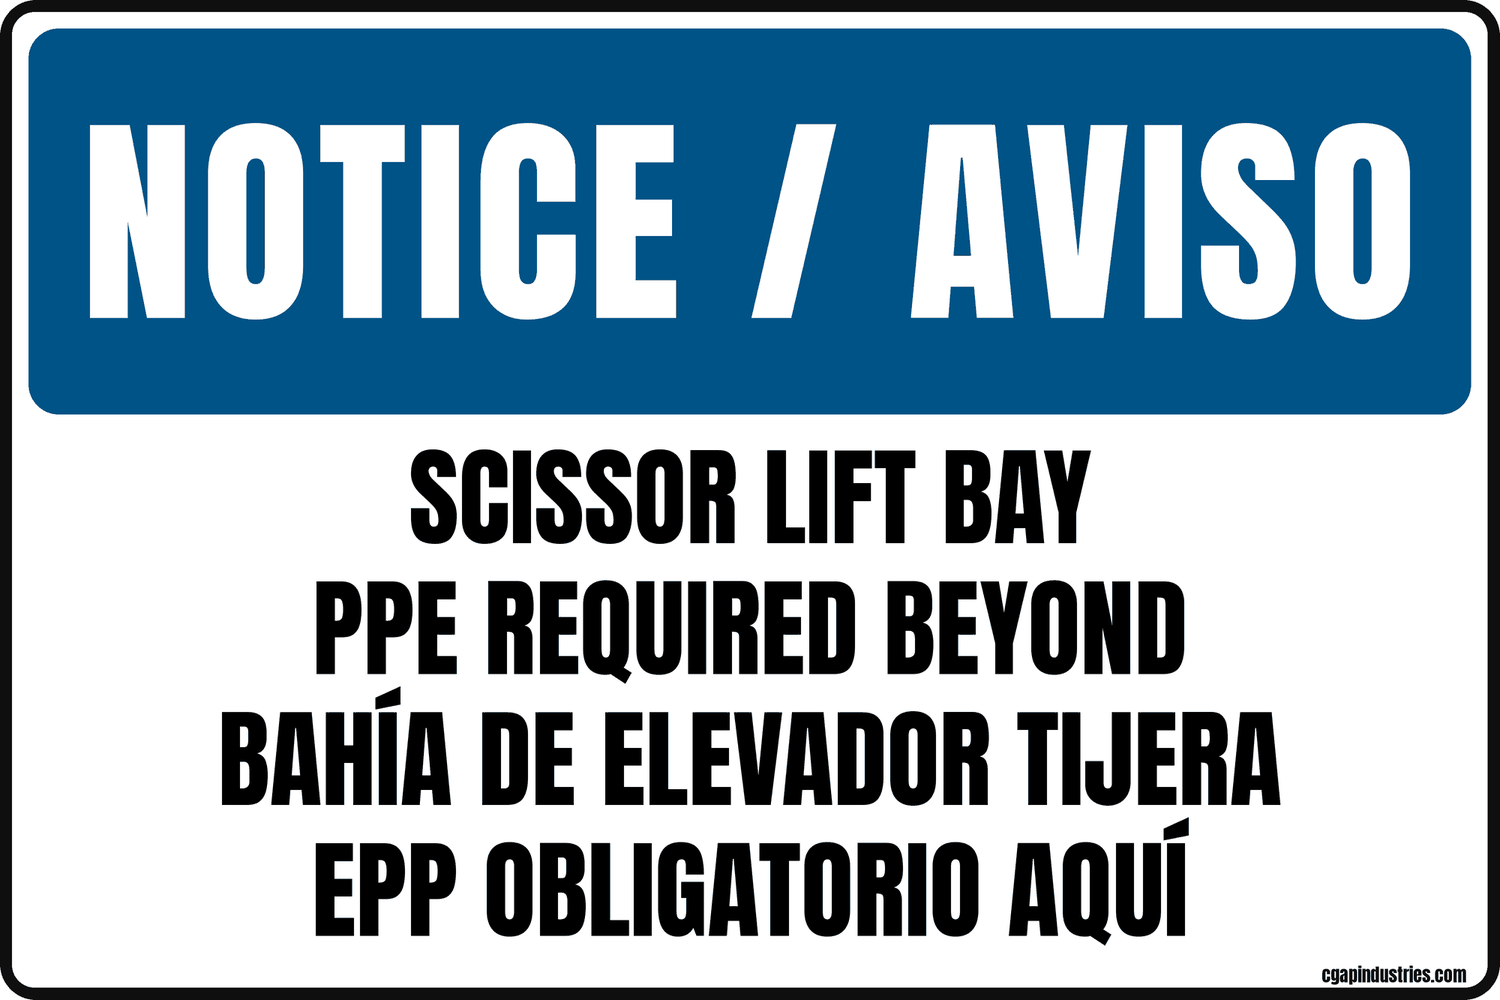 NOTICE / AVISO
SCISSOR LIFT BAY
PPE REQUIRED BEYOND
BAHÍA DE ELEVADOR TIJERA
EPP OBLIGATORIO AQUÍ
cgapindustries.com